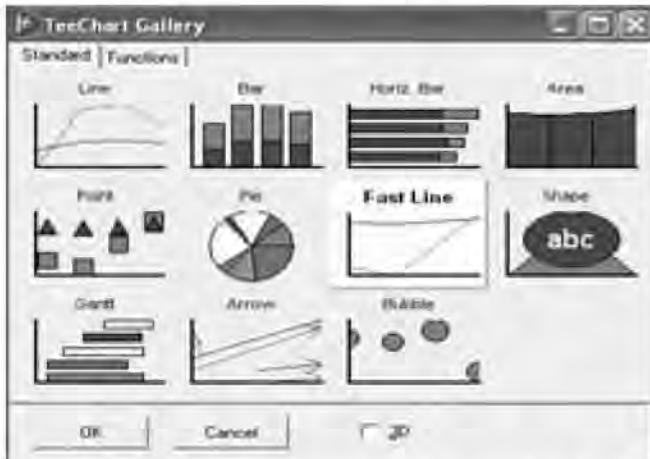 TeeChart Gallery
Standard Functions
Line Bar Horiz. Bar Area
Point Pie Fast Line Shape
abc
Gantt Arrow Bubble
OK Cancel 3D